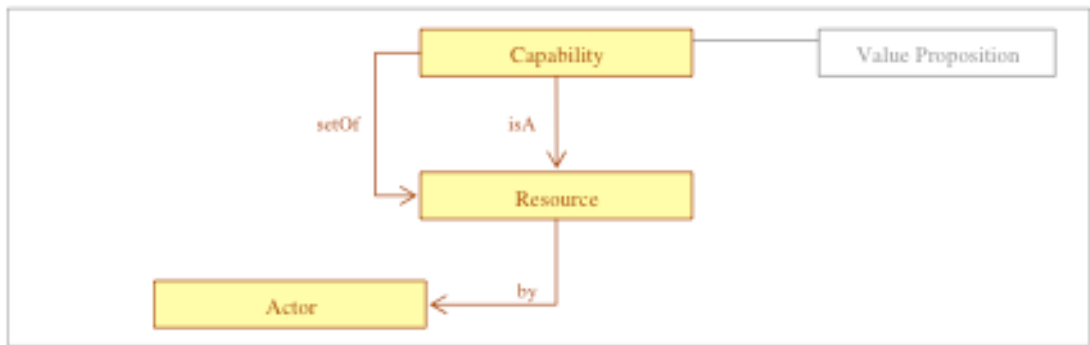 Capability
Value Proposition
setOf
isA
Resource
by
Actor